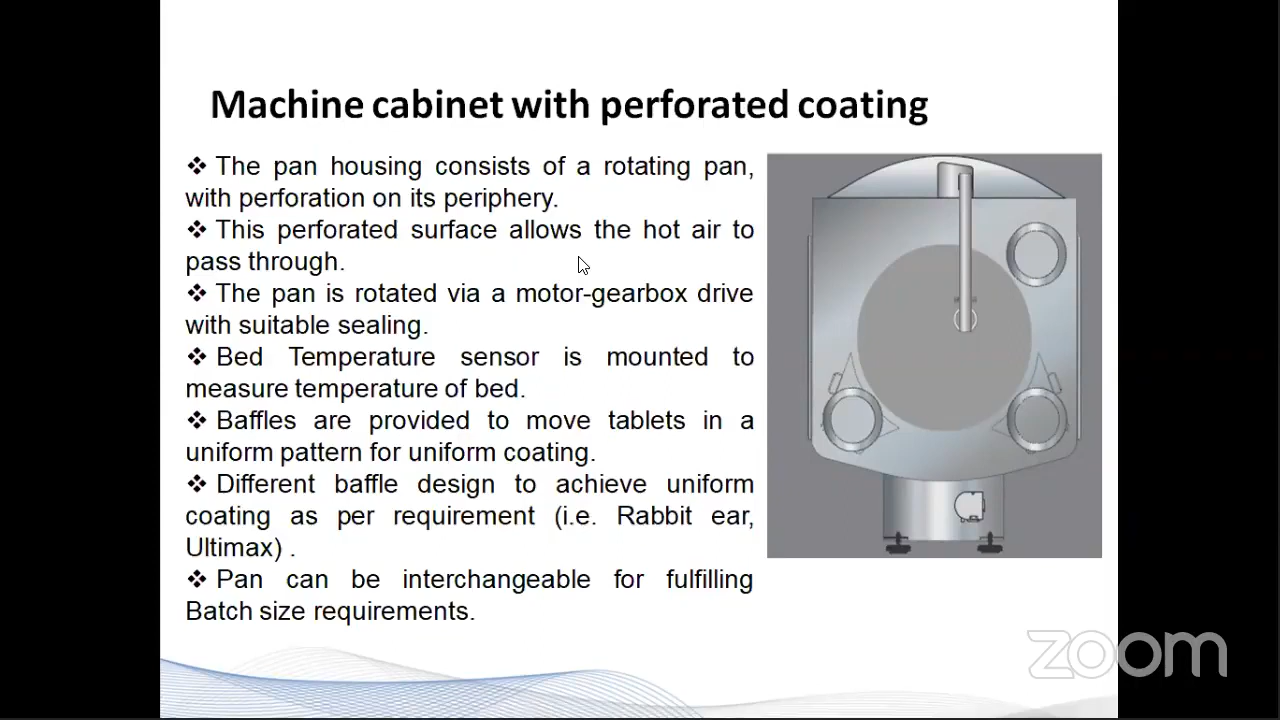 Machine cabinet with perforated coating
❖ The pan housing consists of a rotating pan,
with perforation on its periphery.
❖ This perforated surface allows the hot air to
pass through.
❖ The pan is rotated via a motor-gearbox drive
with suitable sealing.
❖ Bed Temperature sensor is mounted to
measure temperature of bed.
❖ Baffles are provided to move tablets in a
uniform pattern for uniform coating.
❖ Different baffle design to achieve uniform
coating as per requirement (i.e. Rabbit ear,
Ultimax) .
❖ Pan can be interchangeable for fulfilling
Batch size requirements.
zoom